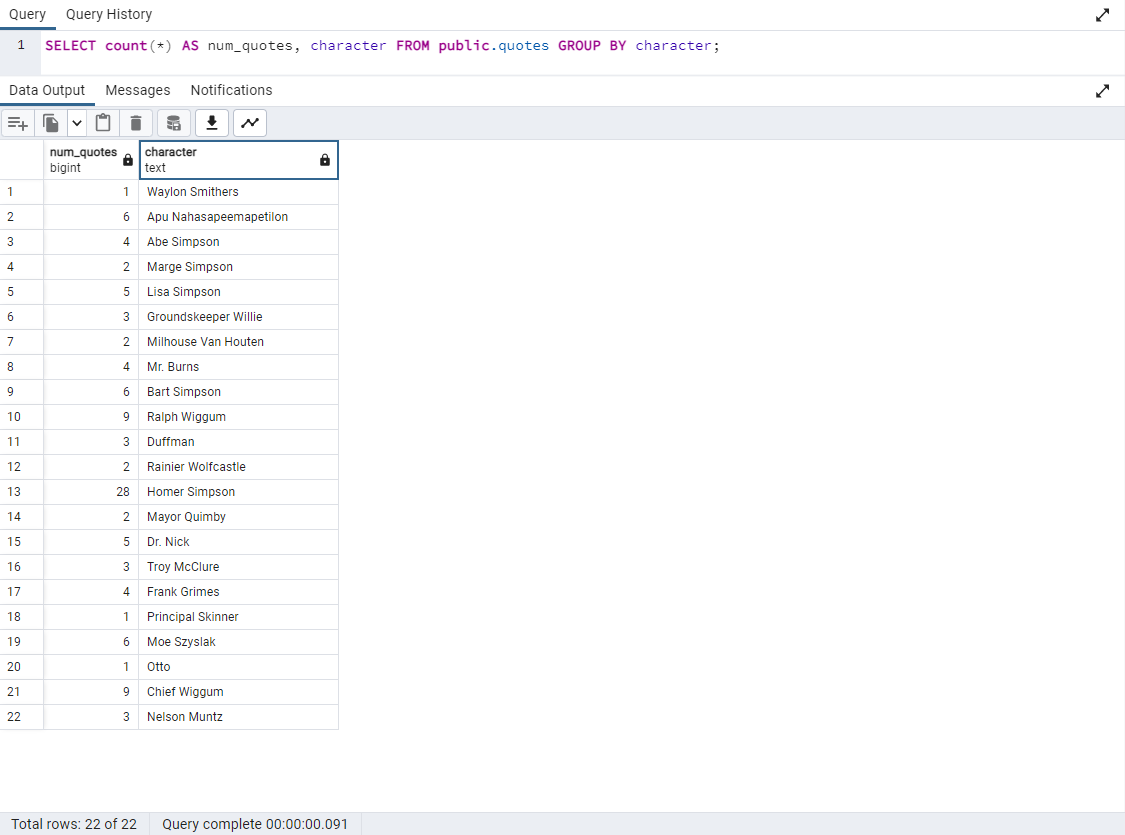 Query Query History
1 SELECT count(*) AS num_quotes, character FROM public.quotes GROUP BY character;
Data Output Messages Notifications
num_quotes character
bigint text
1 1 Waylon Smithers
2 6 Apu Nahasapeemapetilon
3 4 Abe Simpson
4 2 Marge Simpson
5 5 Lisa Simpson
6 3 Groundskeeper Willie
7 2 Milhouse Van Houten
8 4 Mr. Burns
9 6 Bart Simpson
10 9 Ralph Wiggum
11 3 Duffman
12 2 Rainier Wolfcastle
13 28 Homer Simpson
14 2 Mayor Quimby
15 5 Dr. Nick
16 3 Troy McClure
17 4 Frank Grimes
18 1 Principal Skinner
19 6 Moe Szyslak
20 1 Otto
21 9 Chief Wiggum
22 3 Nelson Muntz
Total rows: 22 of 22 Query complete 00:00:00.091